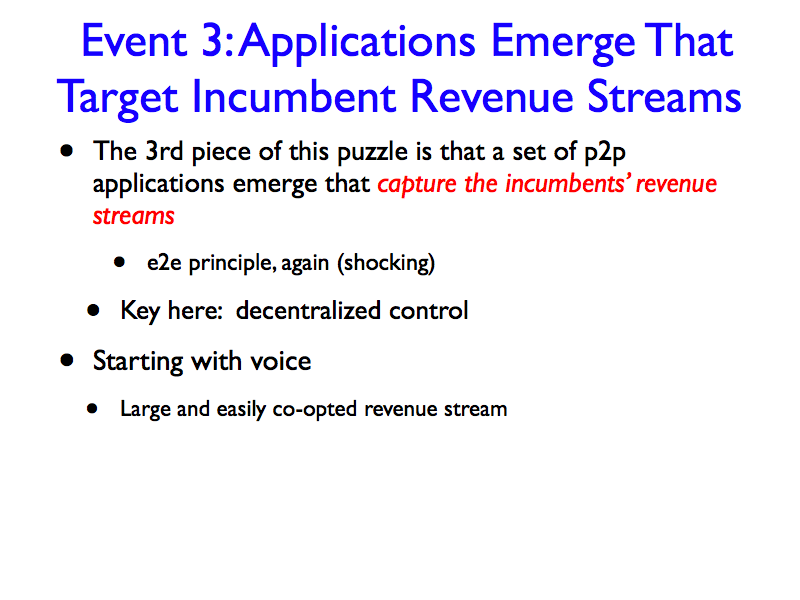 Event 3: Applications Emerge That
Target Incumbent Revenue Streams
• The 3rd piece of this puzzle is that a set of p2p
applications emerge that capture the incumbents’ revenue
streams
• e2e principle, again (shocking)
• Key here: decentralized control
• Starting with voice
• Large and easily co-opted revenue stream